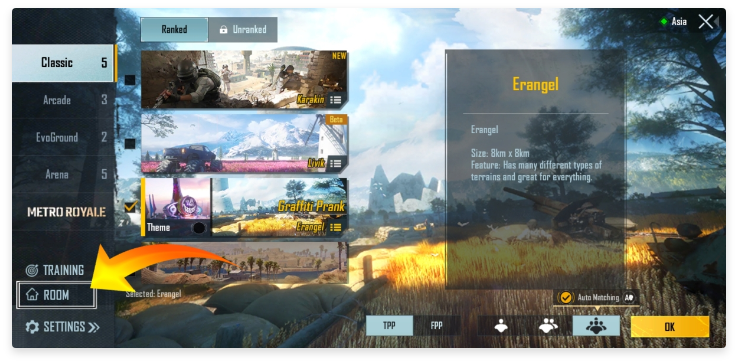 Ranked
Unranked
Asia
Classic 5
Arcade 3
EvoGround 2
Arena 5
METRO ROYALE
TRAINING
ROOM
SETTINGS
NEW
Karakin
Beta
Livik
Graffiti Prank
Theme
Erangel
Selected: Erangel
Erangel
Erangel
Size: 8km x 8km
Feature: Has many different types of
terrains and great for everything.
Auto Matching
TPP FPP
OK